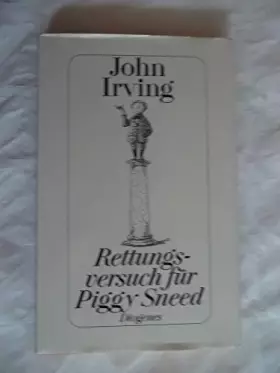 John
Irving
Rettungs-
versuch für
Piggy Sneed
Diogenes